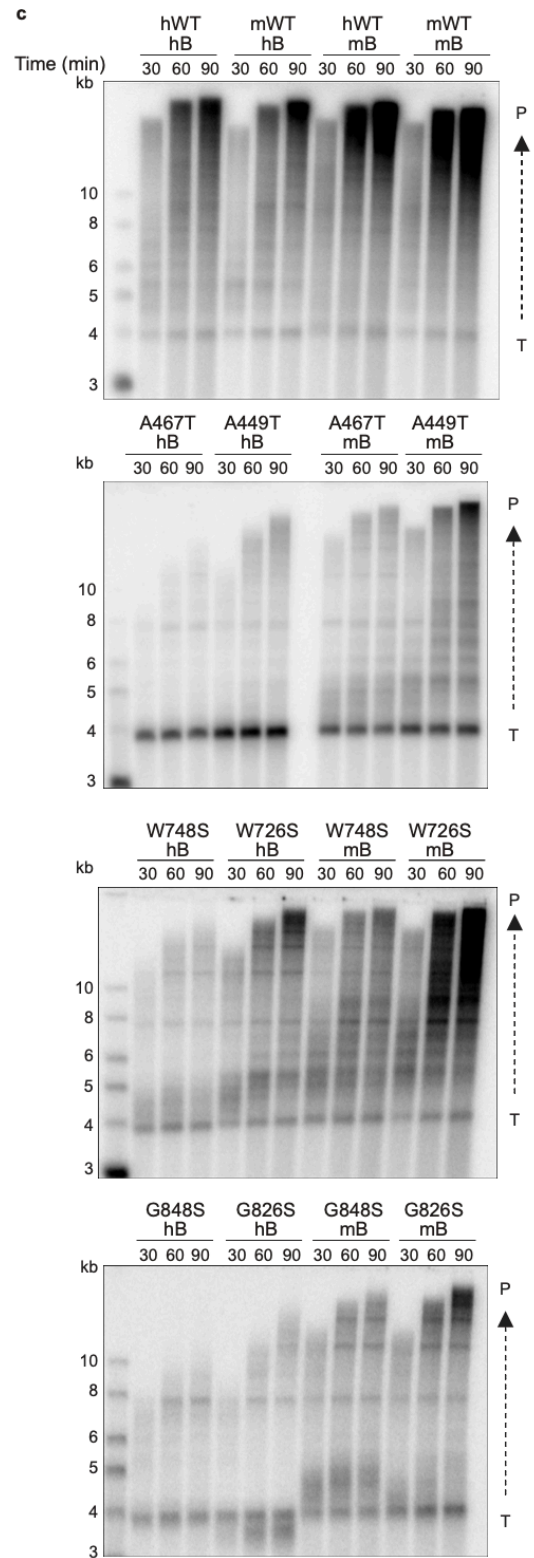 c
hWT mWT hWT mWT
hB hB mB mB
Time (min) 30 60 90 30 60 90 30 60 90 30 60 90
kb
P
10
8
6
5
4
T
3
A467T A449T A467T A449T
hB hB mB mB
kb 30 60 90 30 60 90 30 60 90 30 60 90
P
10
8
6
5
4
T
3
W748S W726S W748S W726S
hB hB mB mB
kb 30 60 90 30 60 90 30 60 90 30 60 90
P
10
8
6
5
4
T
3
G848S G826S G848S G826S
hB hB mB mB
30 60 90 30 60 90 30 60 90 30 60 90
kb
P
10
8
6
5
4
T
3